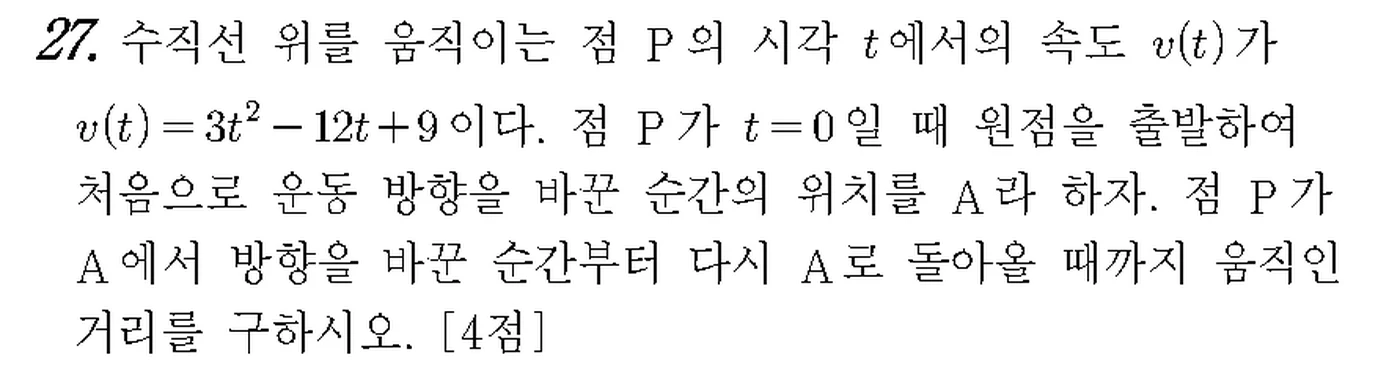 27. 수직선 위를 움직이는 점 P의 시각 t에서의 속도 v(t)가
v(t)=3t²-12t+9이다. 점 P가 t=0일 때 원점을 출발하여
처음으로 운동 방향을 바꾼 순간의 위치를 A라 하자. 점 P가
A에서 방향을 바꾼 순간부터 다시 A로 돌아올 때까지 움직인
거리를 구하시오. [4점]